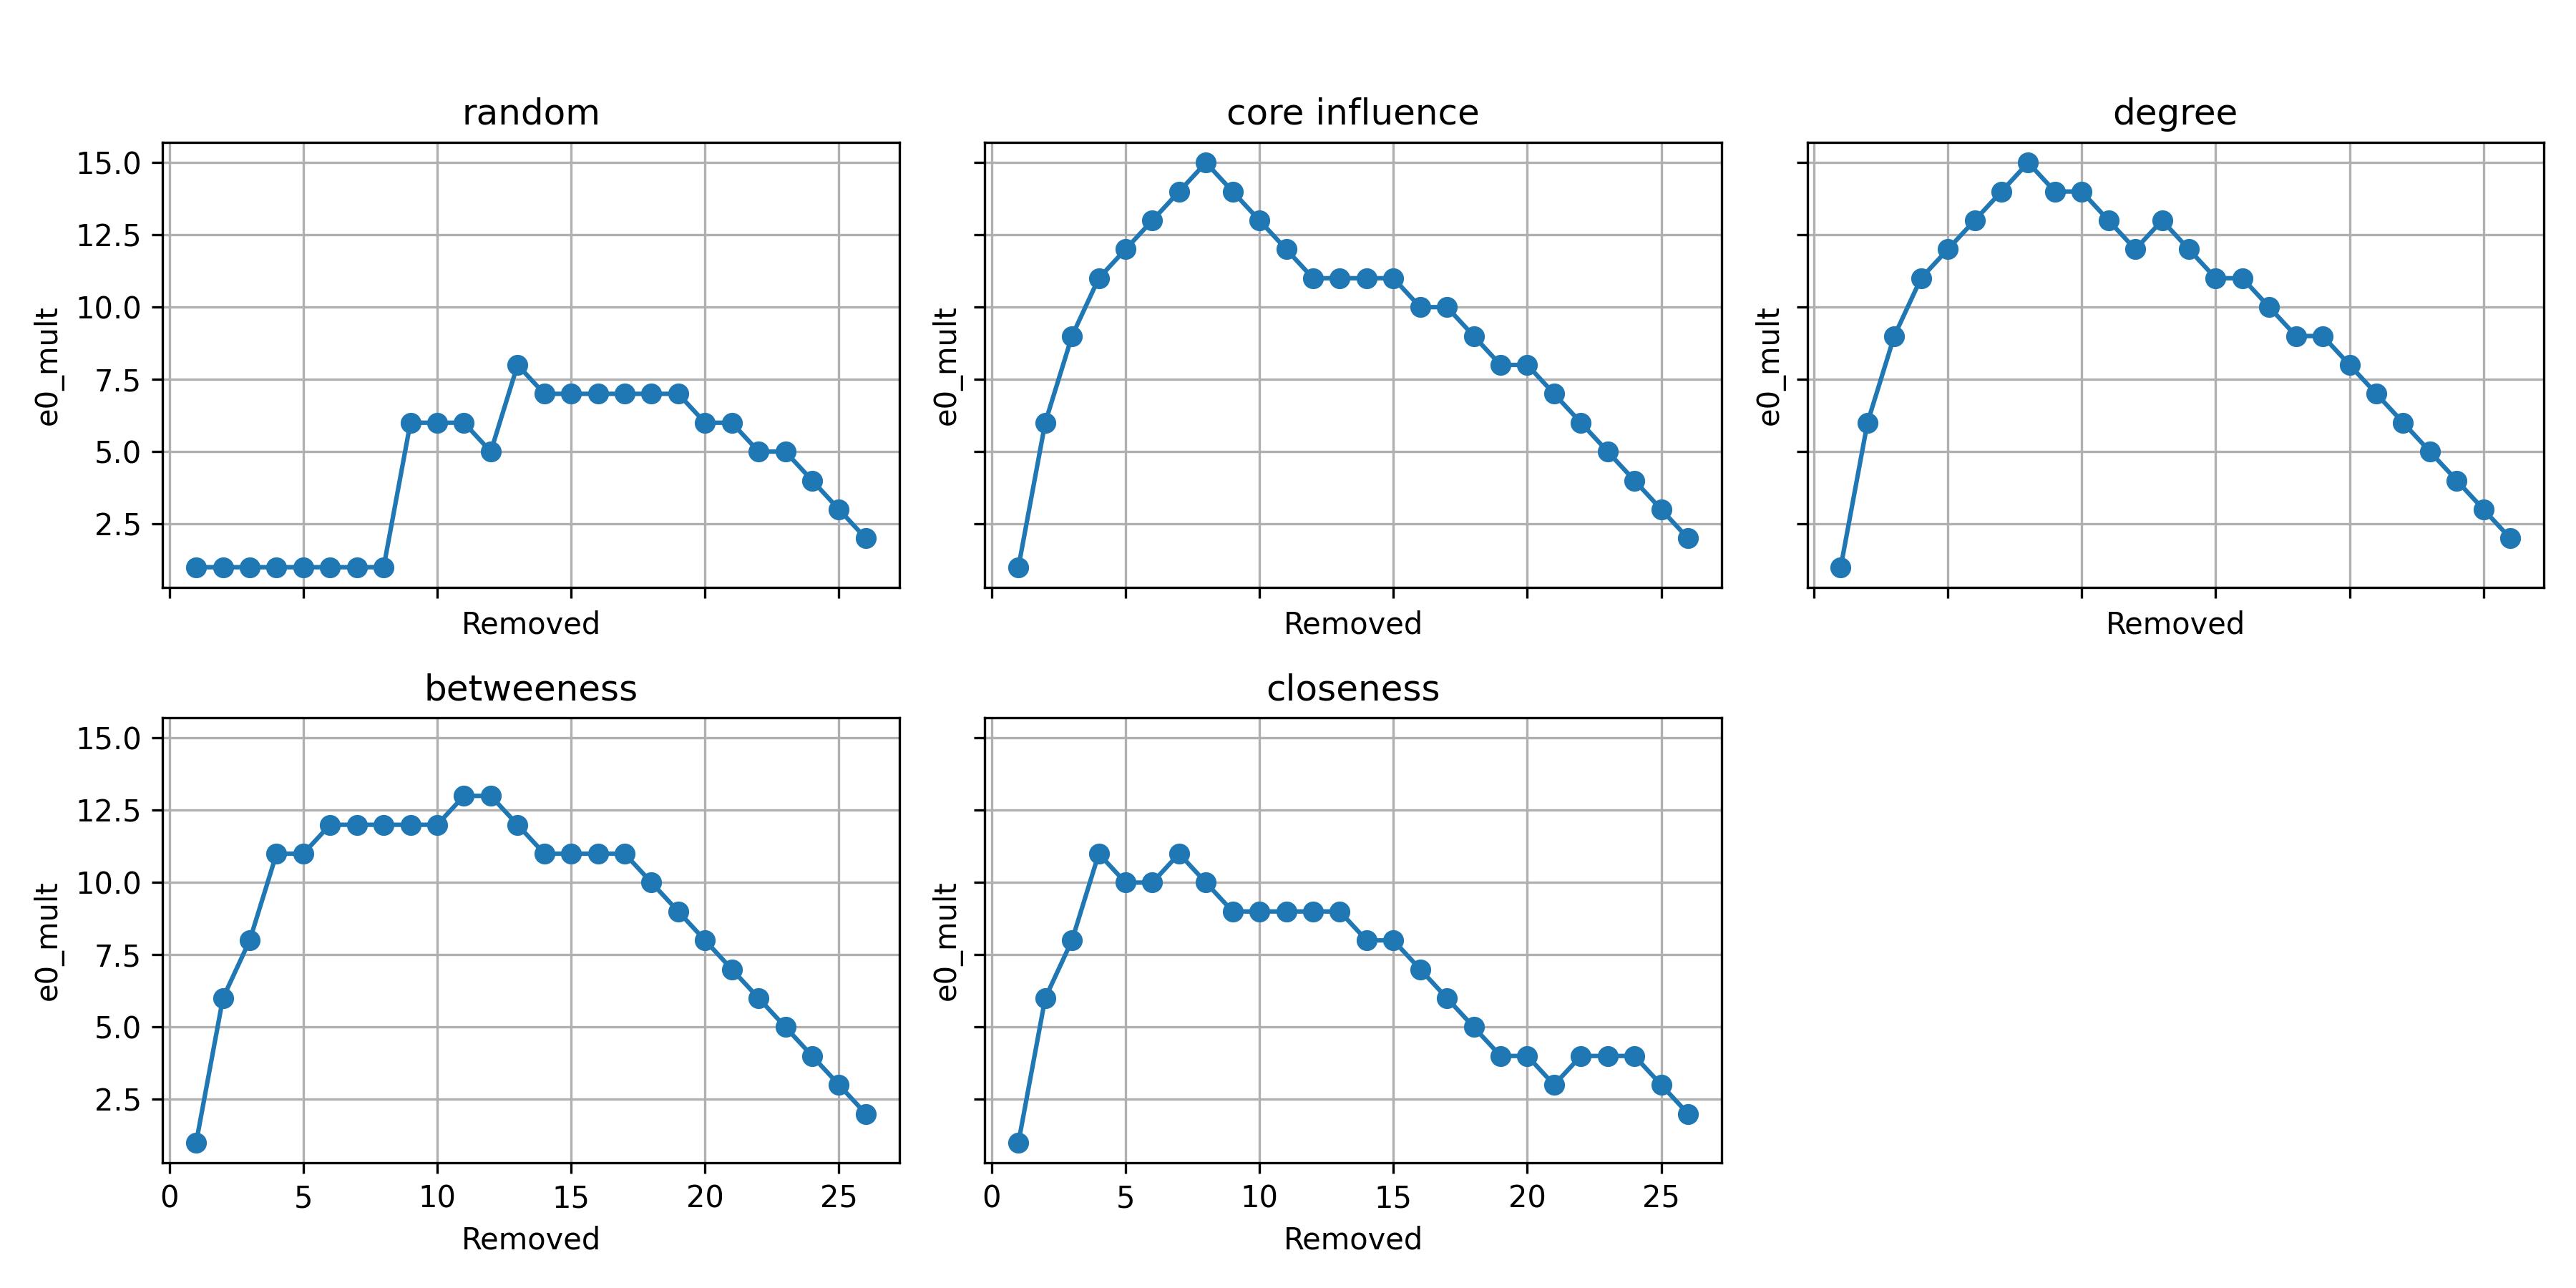 random
15.0
12.5
10.0
7.5
5.0
2.5
e0_mult
Removed
core influence
e0_mult
Removed
degree
e0_mult
Removed
betweeness
15.0
12.5
10.0
7.5
5.0
2.5
e0_mult
0 5 10 15 20 25
Removed
closeness
e0_mult
0 5 10 15 20 25
Removed